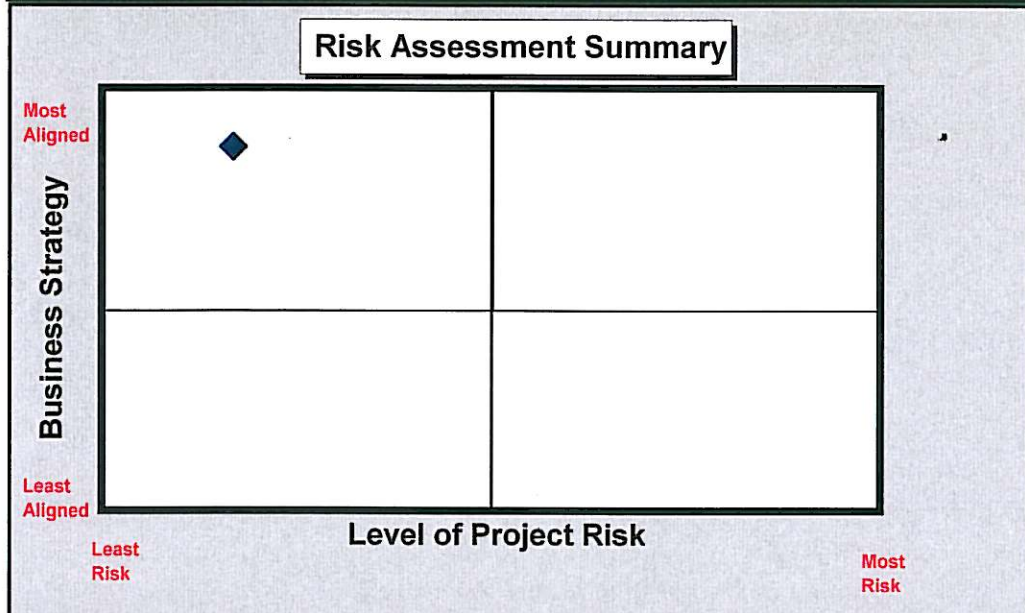 Risk Assessment Summary
Most
Aligned
Business Strategy
Least
Aligned
Level of Project Risk
Least
Risk
Most
Risk